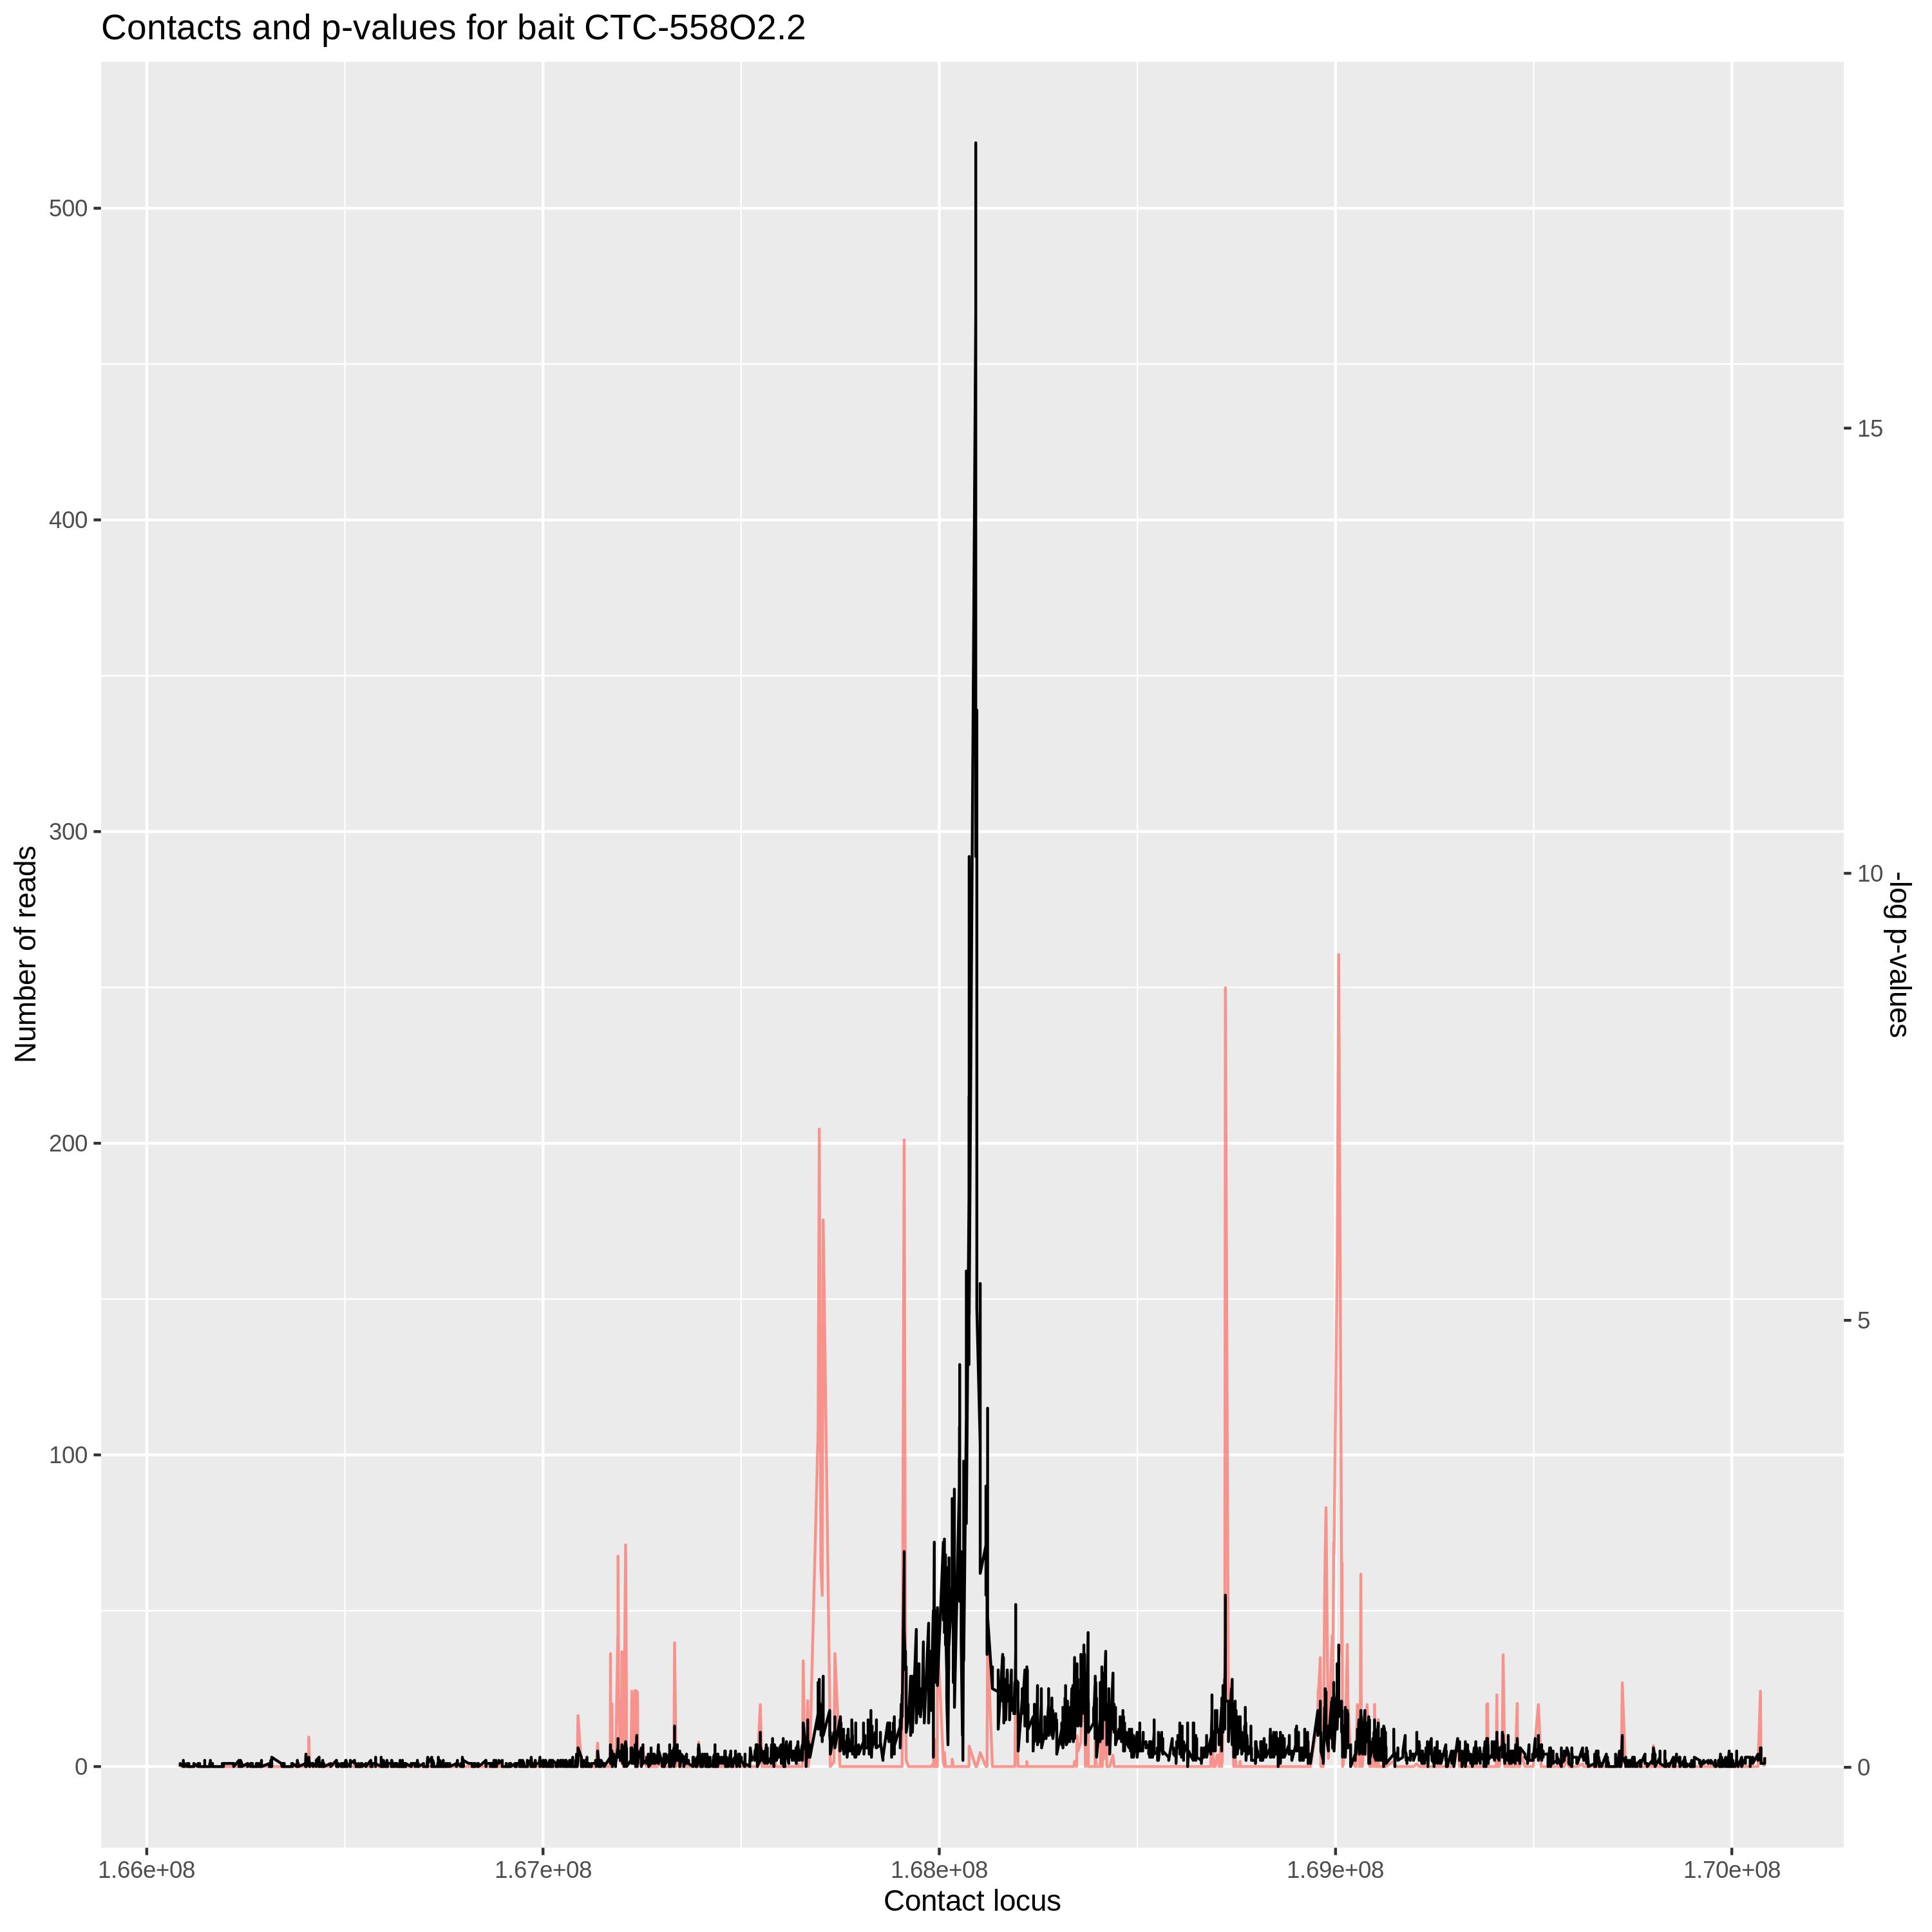 Contacts and p-values for bait CTC-558O2.2
500
400
300
200
100
0
Number of reads
15
10
5
0
-log p-values
1.66e+08 1.67e+08 1.68e+08 1.69e+08 1.70e+08
Contact locus